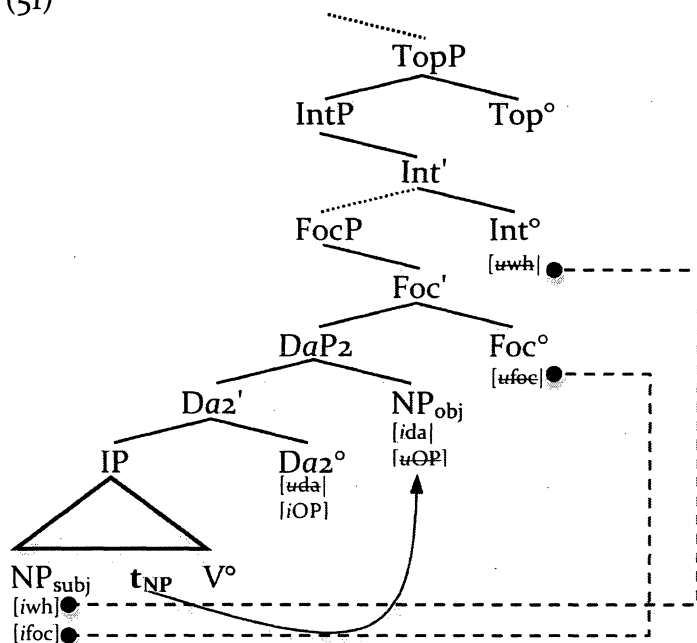 (51)
TopP
IntP Top°
Int'
FocP Int°
[uwh]
Foc'
DaP2 Foc°
[ufoc]
Da2' NPobj
[ida]
IP Da2° [uOP]
[uda]
[iOP]
NPsubj tNP V°
[iwh]
[ifoc]